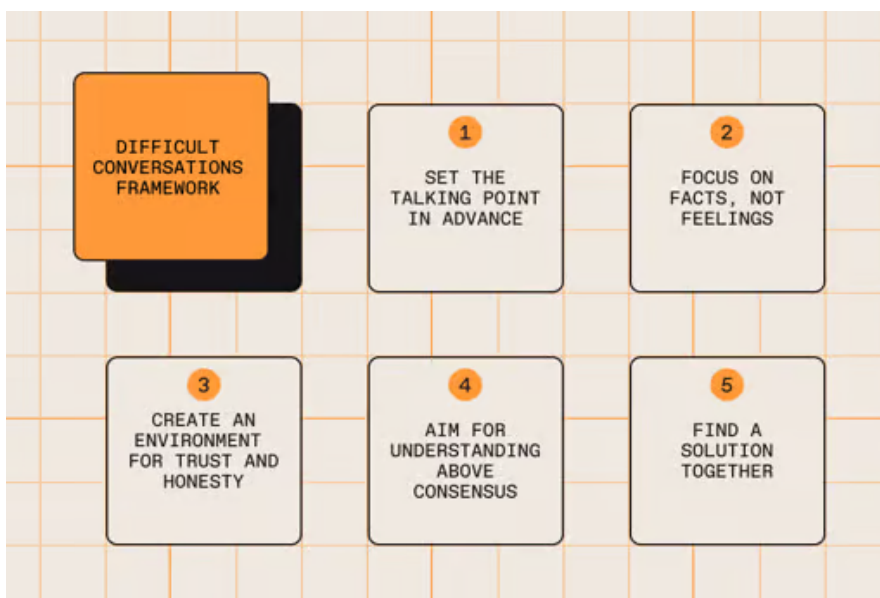 DIFFICULT
CONVERSATIONS
FRAMEWORK
1
SET THE
TALKING POINT
IN ADVANCE
2
FOCUS ON
FACTS, NOT
FEELINGS
3
CREATE AN
ENVIRONMENT
FOR TRUST AND
HONESTY
4
AIM FOR
UNDERSTANDING
ABOVE
CONSENSUS
5
FIND A
SOLUTION
TOGETHER